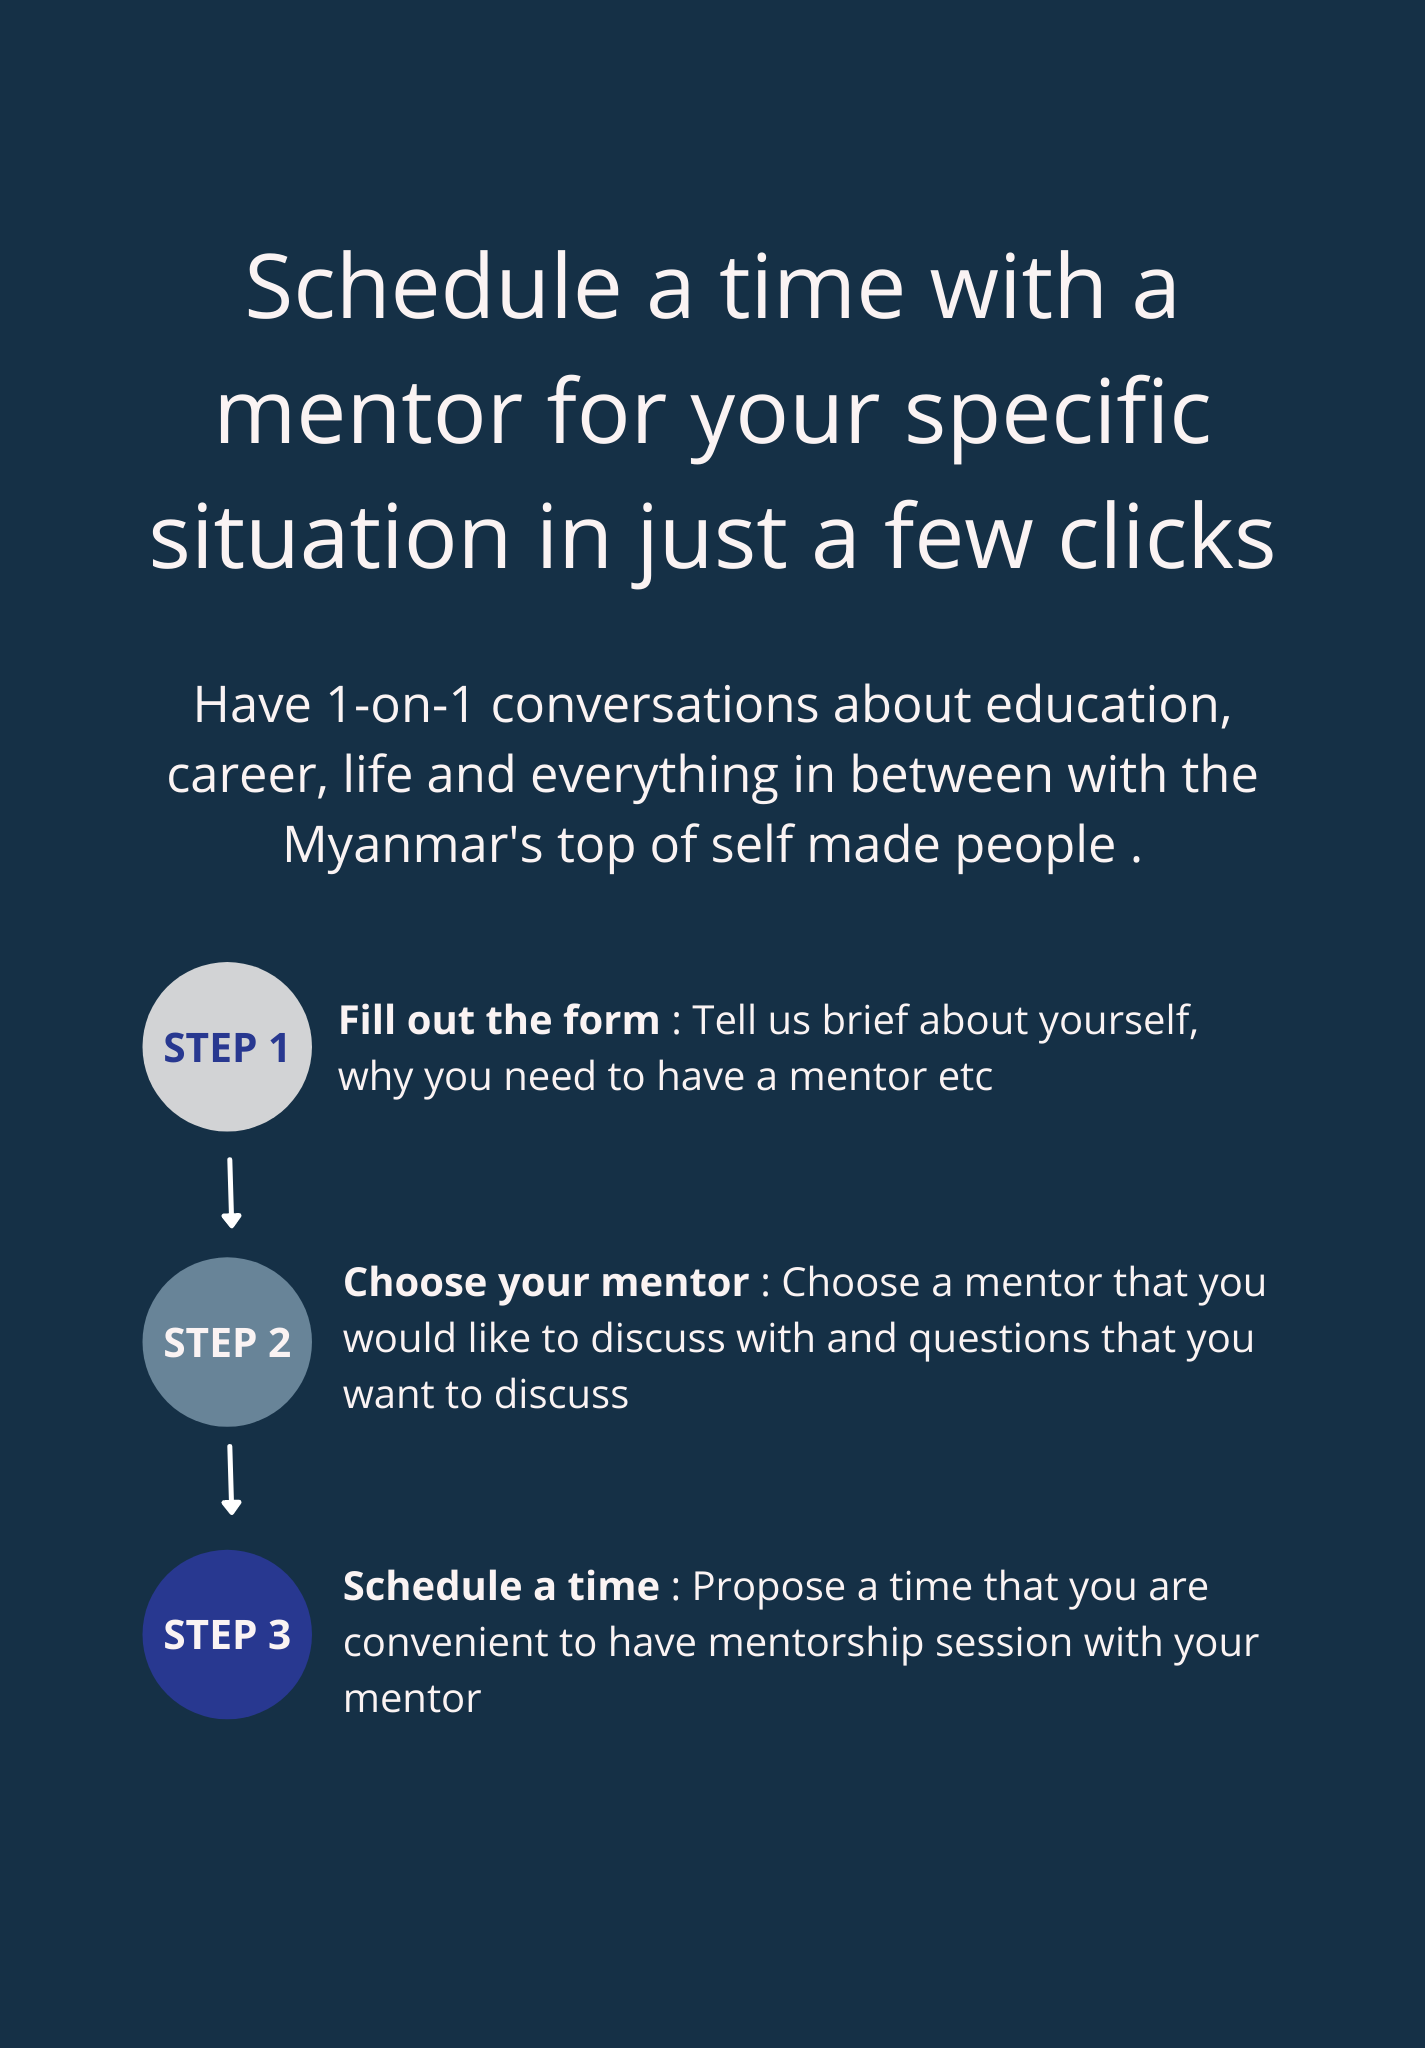 Schedule a time with a
mentor for your specific
situation in just a few clicks
Have 1-on-1 conversations about education,
career, life and everything in between with the
Myanmar's top of self made people .
STEP 1
Fill out the form : Tell us brief about yourself,
why you need to have a mentor etc
STEP 2
Choose your mentor : Choose a mentor that you
would like to discuss with and questions that you
want to discuss
STEP 3
Schedule a time : Propose a time that you are
convenient to have mentorship session with your
mentor